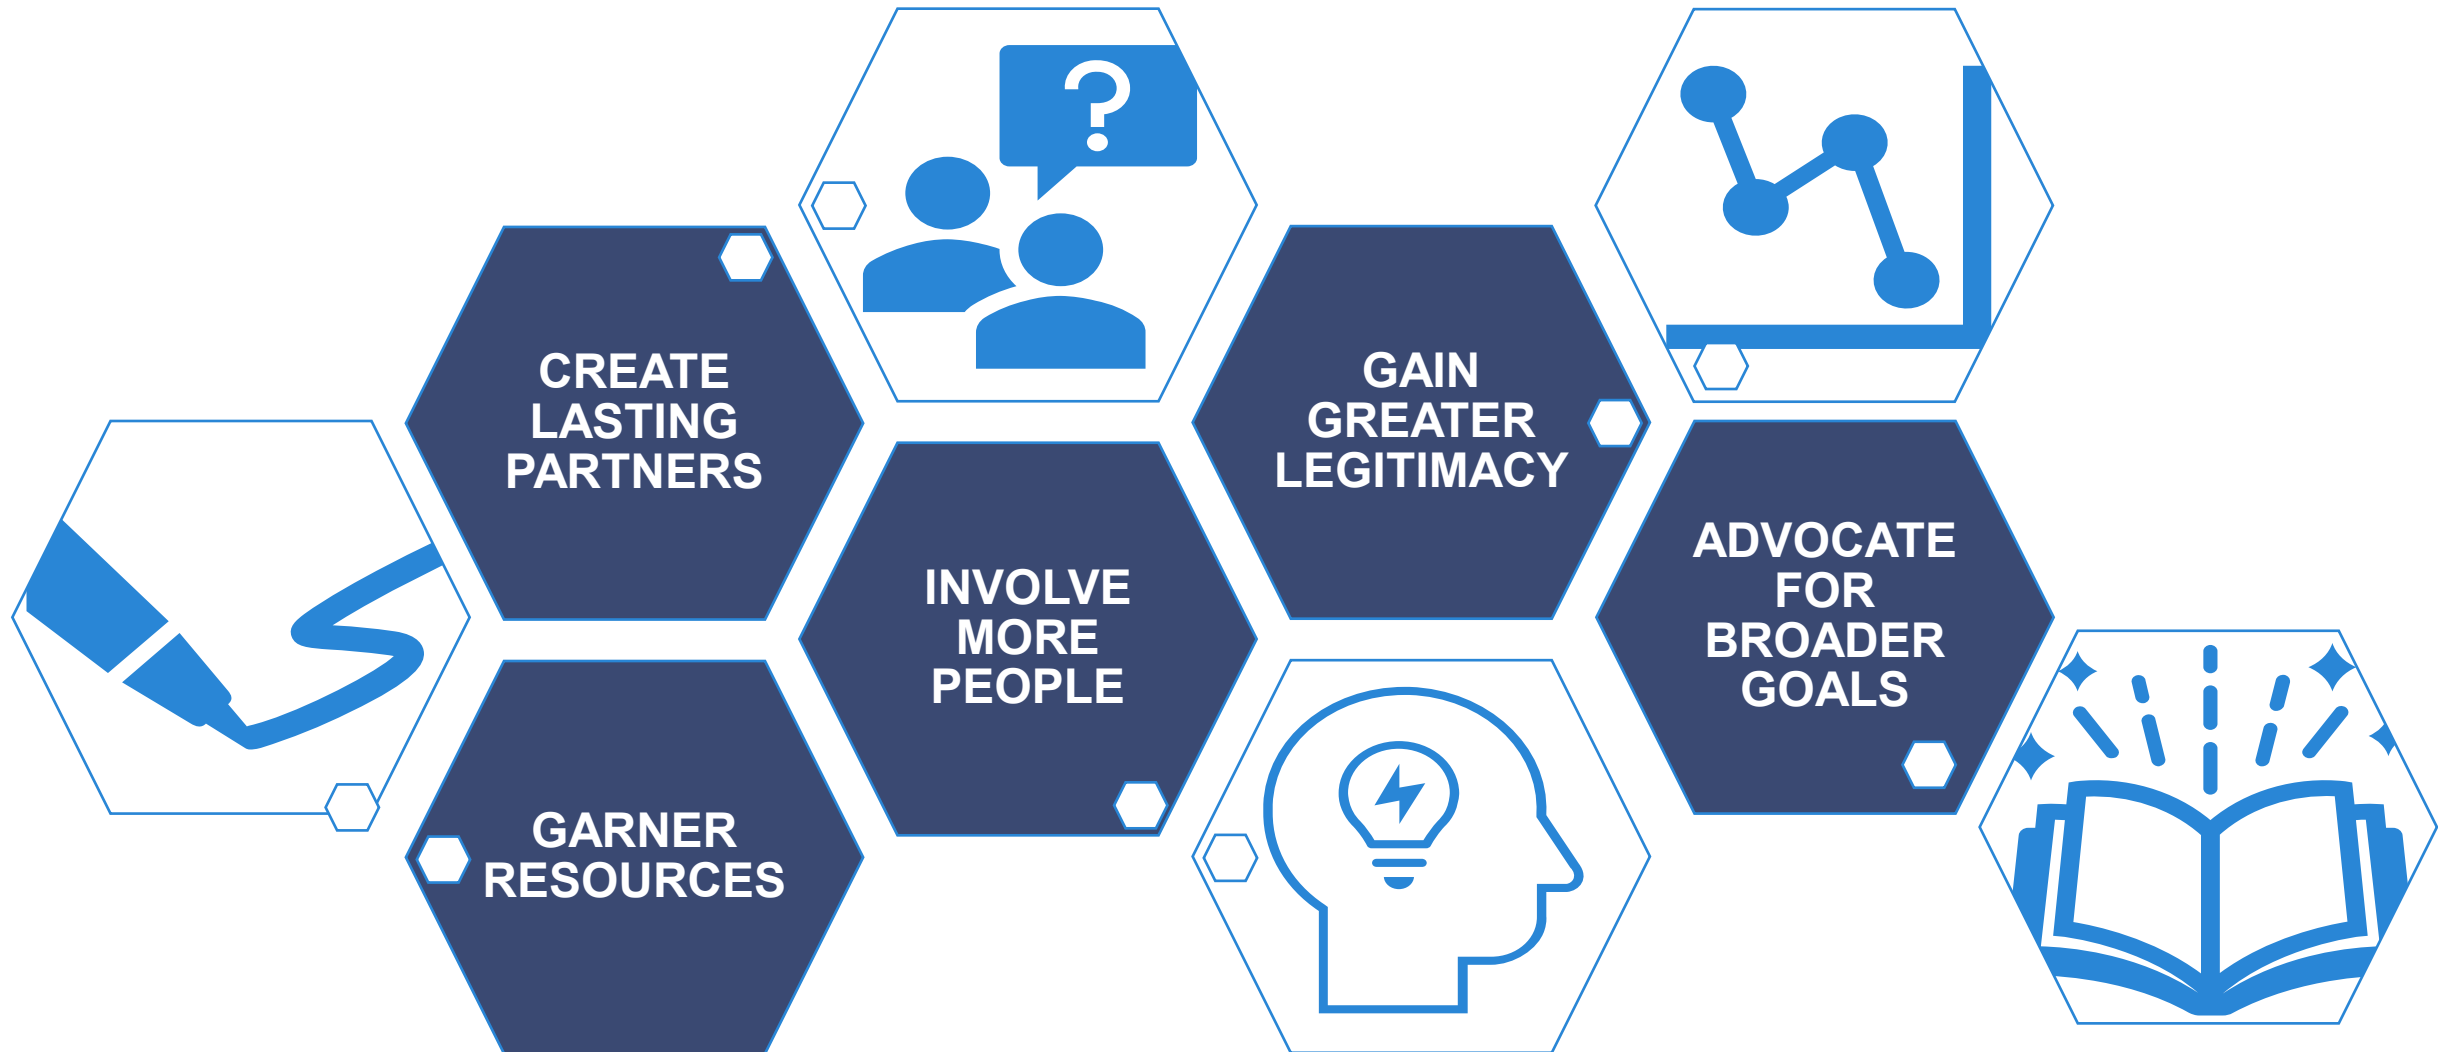 ?
CREATE
LASTING
PARTNERS
GARNER
RESOURCES
INVOLVE
MORE
PEOPLE
GAIN
GREATER
LEGITIMACY
ADVOCATE
FOR
BROADER
GOALS